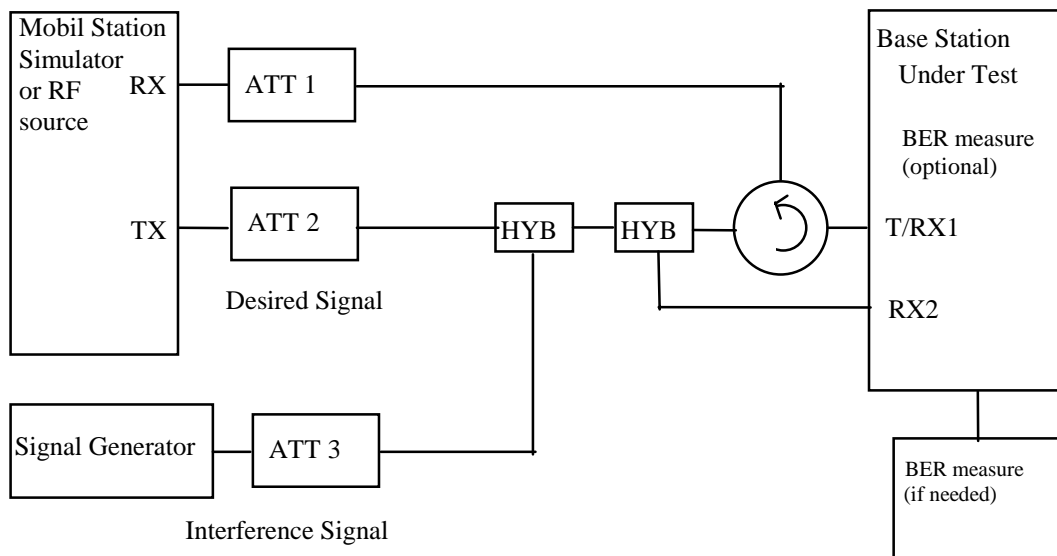 Mobil Station
Simulator
or RF
source
RX
TX
ATT 1
ATT 2
Desired Signal
HYB
HYB
Base Station
Under Test
BER measure
(optional)
T/RX1
RX2
Signal Generator
ATT 3
Interference Signal
BER measure
(if needed)